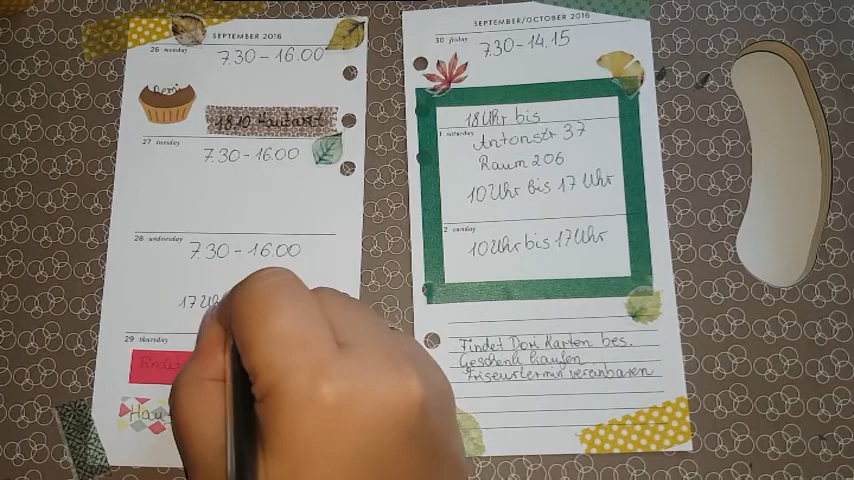 SEPTEMBER 2016
26 monday
7.30 - 16.00
18.10 Hautarzt
27 tuesday
7.30 - 16.00
28 wednesday
7.30 - 16.00
17 U
29 thursday
Finde
Hau
SEPTEMBER/OCTOBER 2016
30 friday
7.30 - 14.15
18 Uhr bis
1 saturday
Antonstr 37
Raum 206
10 Uhr bis 17 Uhr
2 sunday
10 Uhr bis 17 Uhr
Findet Dori Karten bes.
Geschenk kaufen
Friseurtermin vereinbaren